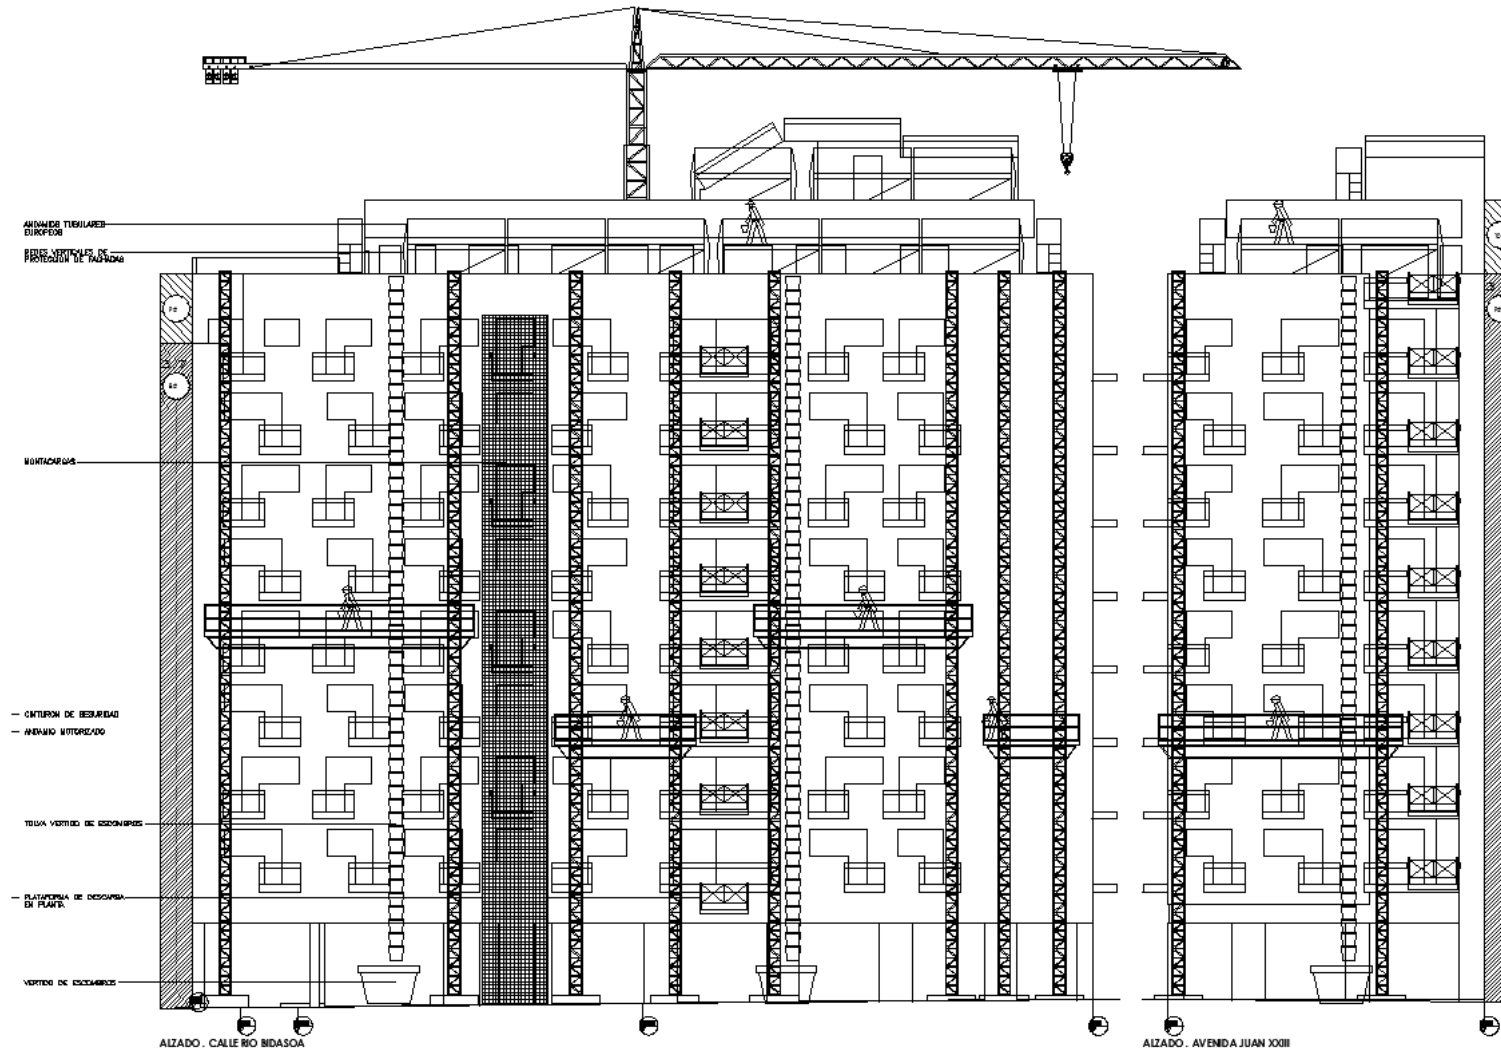 ANDAMIOS TUBULARES
EUROPEOS
REDES VERTICALES DE
PROTECCION DE FACHADAS
MONTACARGAS
CINTURON DE SEGURIDAD
ANDAMIO MOTORIZADO
TOLVA VERTIDO DE ESCOMBROS
PLATAFORMA DE DESCARGA
EN PLANTA
VERTIDO DE ESCOMBROS
ALZADO . CALLE RIO BIDASOA
ALZADO . AVENIDA JUAN XXIII